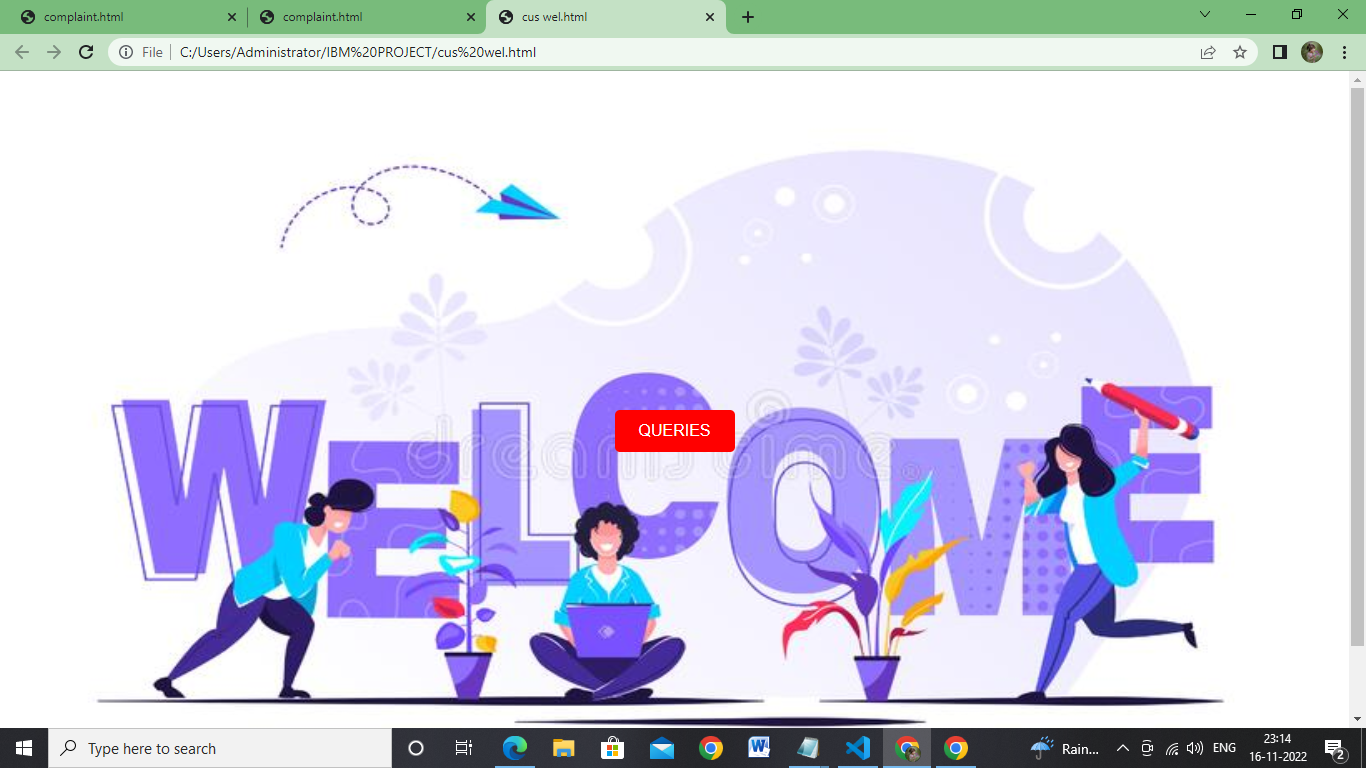 complaint.html
complaint.html
cus wel.html
File
C:/Users/Administrator/IBM%20PROJECT/cus%20wel.html
WELCOME
QUERIES
dreamstime.
Type here to search
Rain...
ENG
23:14
16-11-2022
2